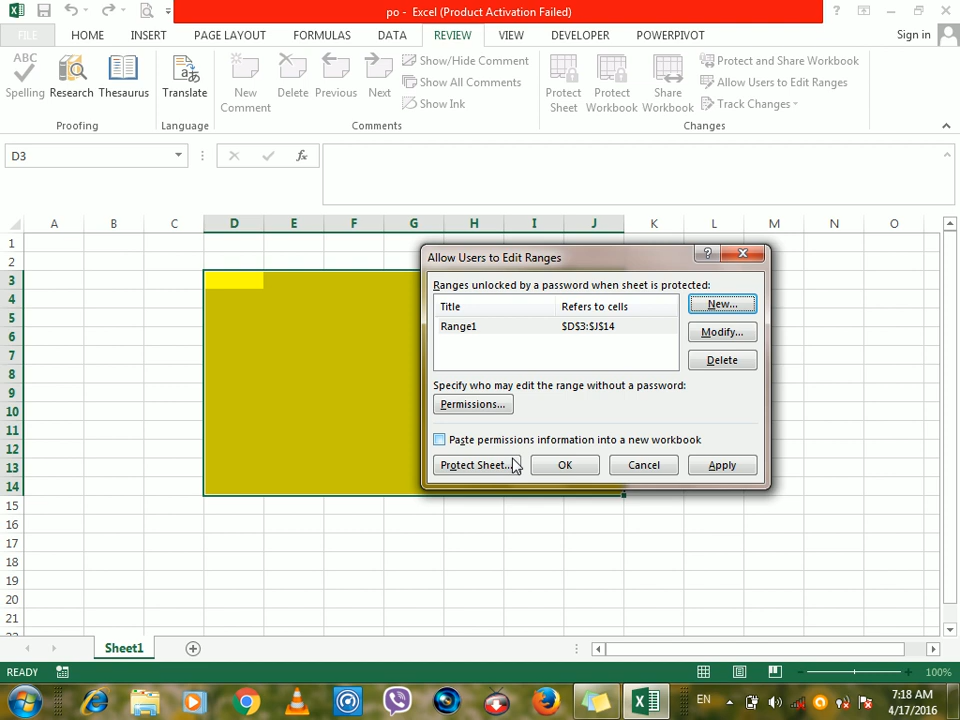 po - Excel (Product Activation Failed)
FILE HOME INSERT PAGE LAYOUT FORMULAS DATA REVIEW VIEW DEVELOPER POWERPIVOT Sign in
ABC
Spelling Research Thesaurus
Proofing
Translate
Language
New Comment Delete Previous Next
Show/Hide Comment
Show All Comments
Show Ink
Comments
Protect Sheet Protect Workbook Share Workbook
Protect and Share Workbook
Allow Users to Edit Ranges
Track Changes
Changes
D3 fx
A B C D E F G H I J K L M N O
1
2
3
4
5
6
7
8
9
10
11
12
13
14
15
16
17
18
19
20
21
Allow Users to Edit Ranges
Ranges unlocked by a password when sheet is protected:
Title Refers to cells
Range1 $D$3:$J$14
New...
Modify...
Delete
Specify who may edit the range without a password:
Permissions...
Paste permissions information into a new workbook
Protect Sheet... OK Cancel Apply
Sheet1
READY 100%
EN 7:18 AM
4/17/2016